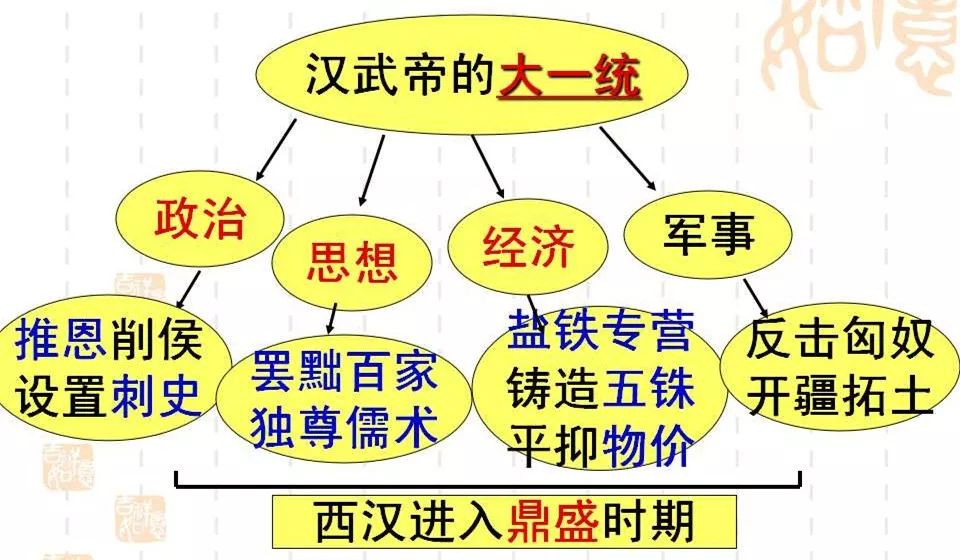 汉武帝的大一统
政治
思想
经济
军事
推恩削侯
设置刺史
罢黜百家
独尊儒术
盐铁专营
铸造五铢
平抑物价
反击匈奴
开疆拓土
西汉进入鼎盛时期